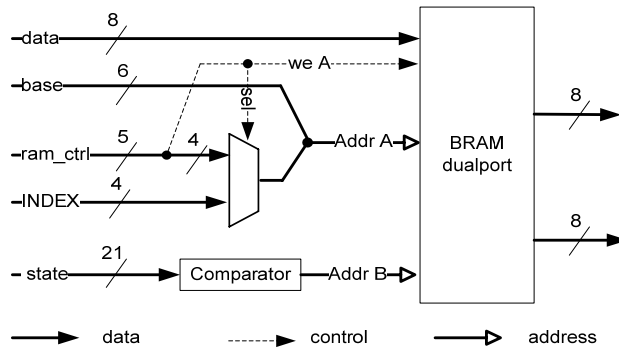 8
data
we A
base
6
sel
8
5
4
ram_ctrl
Addr A
BRAM
dualport
4
INDEX
8
21
state
Comparator
Addr B
data
control
address